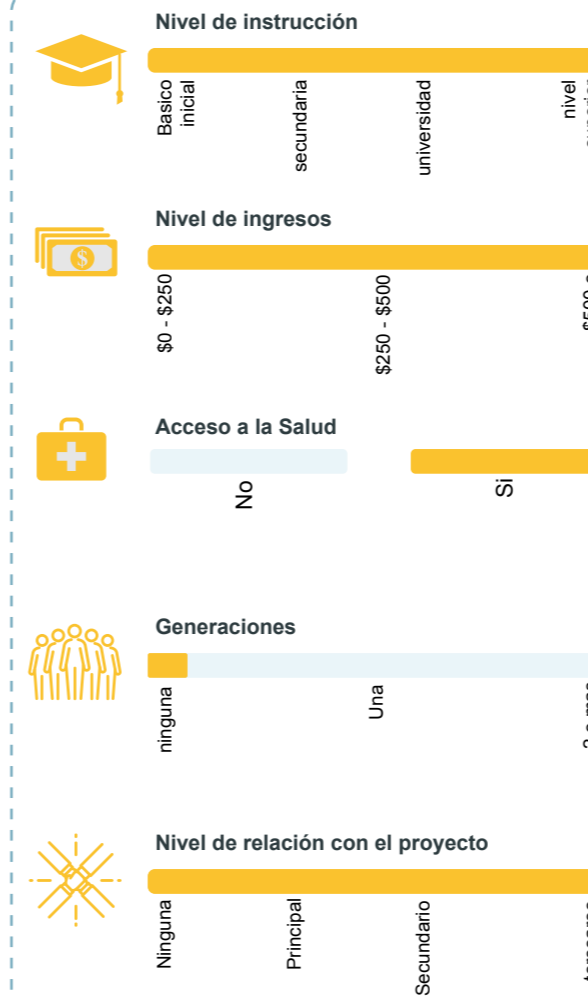 Nivel de instrucción
Basico
inicial
secundaria
universidad
nivel
Nivel de ingresos
$
$0 - $250
$250 - $500
Acceso a la Salud
No
Si
Generaciones
ninguna
Una
Nivel de relación con el proyecto
Ninguna
Principal
Secundario